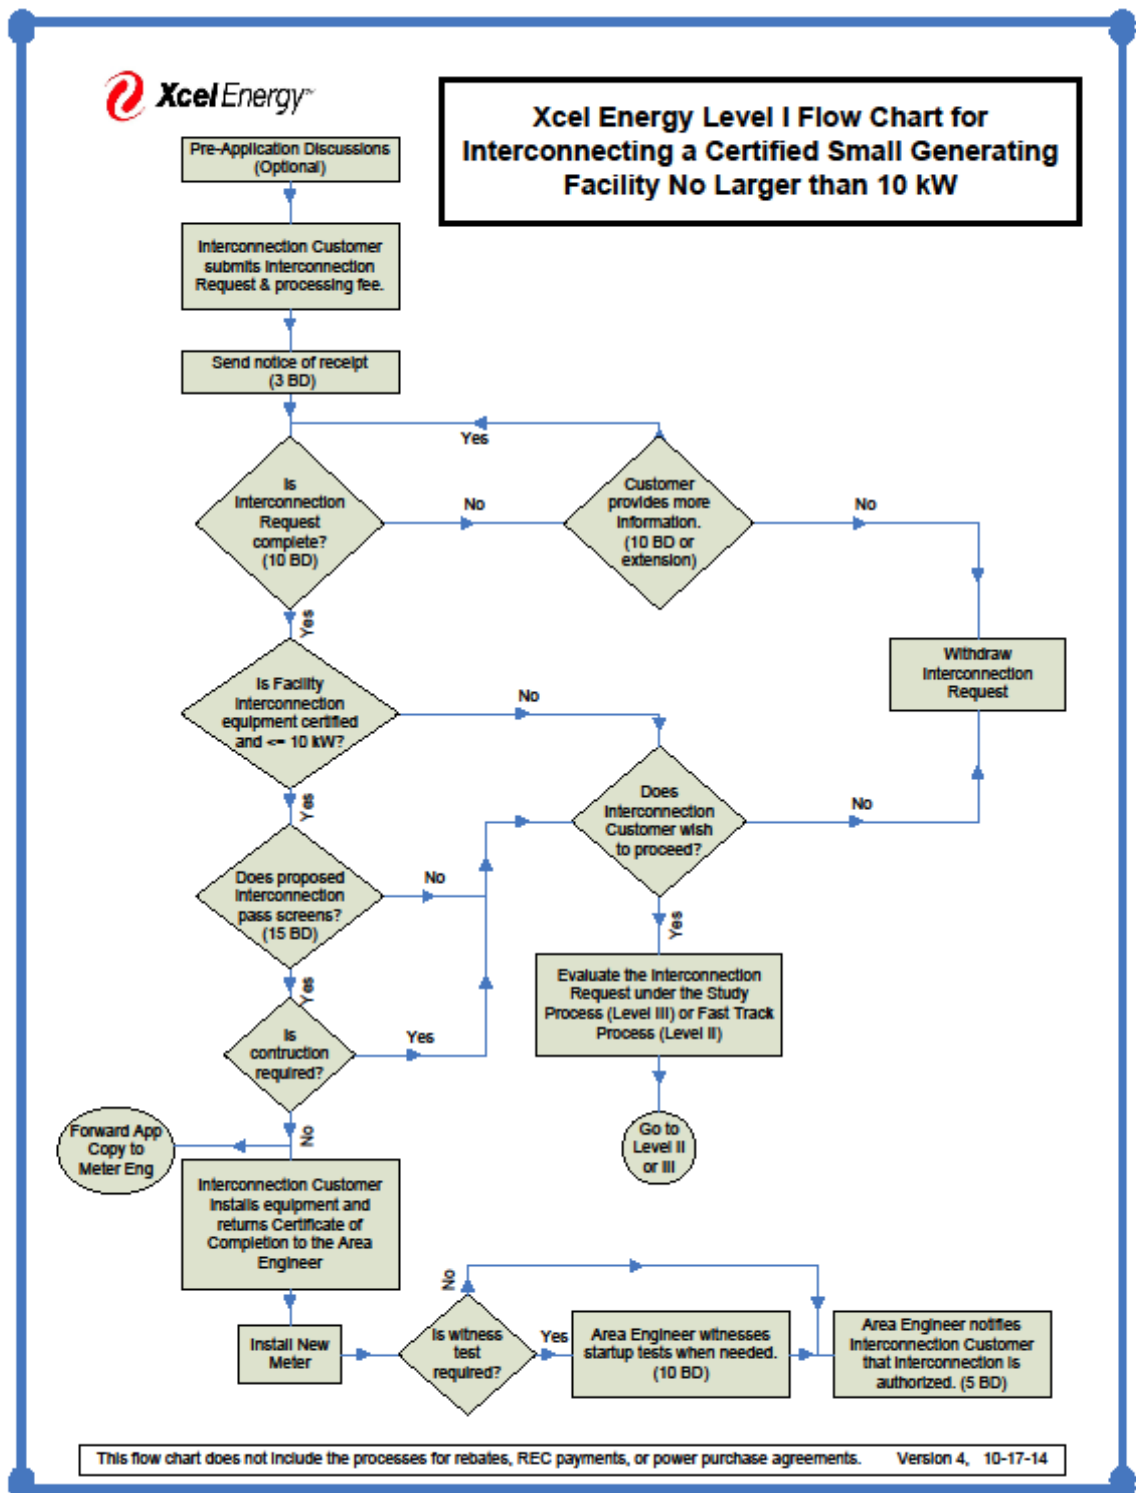 Xcel Energy™
Xcel Energy Level I Flow Chart for
Interconnecting a Certified Small Generating
Facility No Larger than 10 kW
Pre-Application Discussions
(Optional)
Interconnection Customer
submits Interconnection
Request & processing fee.
Send notice of receipt
(3 BD)
Yes
Is
Interconnection
Request
complete?
(10 BD)
No
Customer
provides more
information.
(10 BD or
extension)
No
Yes
Withdraw
Interconnection
Request
Is Facility
Interconnection
equipment certified
and <= 10 kW?
No
Yes
Does
Interconnection
Customer wish
to proceed?
No
Does proposed
Interconnection
pass screens?
(15 BD)
No
Yes
Yes
Evaluate the Interconnection
Request under the Study
Process (Level III) or Fast Track
Process (Level II)
Is
contruction
required?
Yes
No
Forward App
Copy to
Meter Eng
Go to
Level II
or III
Interconnection Customer
installs equipment and
returns Certificate of
Completion to the Area
Engineer
No
Install New
Meter
Is witness
test
required?
Yes
Area Engineer witnesses
startup tests when needed.
(10 BD)
Area Engineer notifies
Interconnection Customer
that interconnection is
authorized. (5 BD)
This flow chart does not include the processes for rebates, REC payments, or power purchase agreements. Version 4, 10-17-14